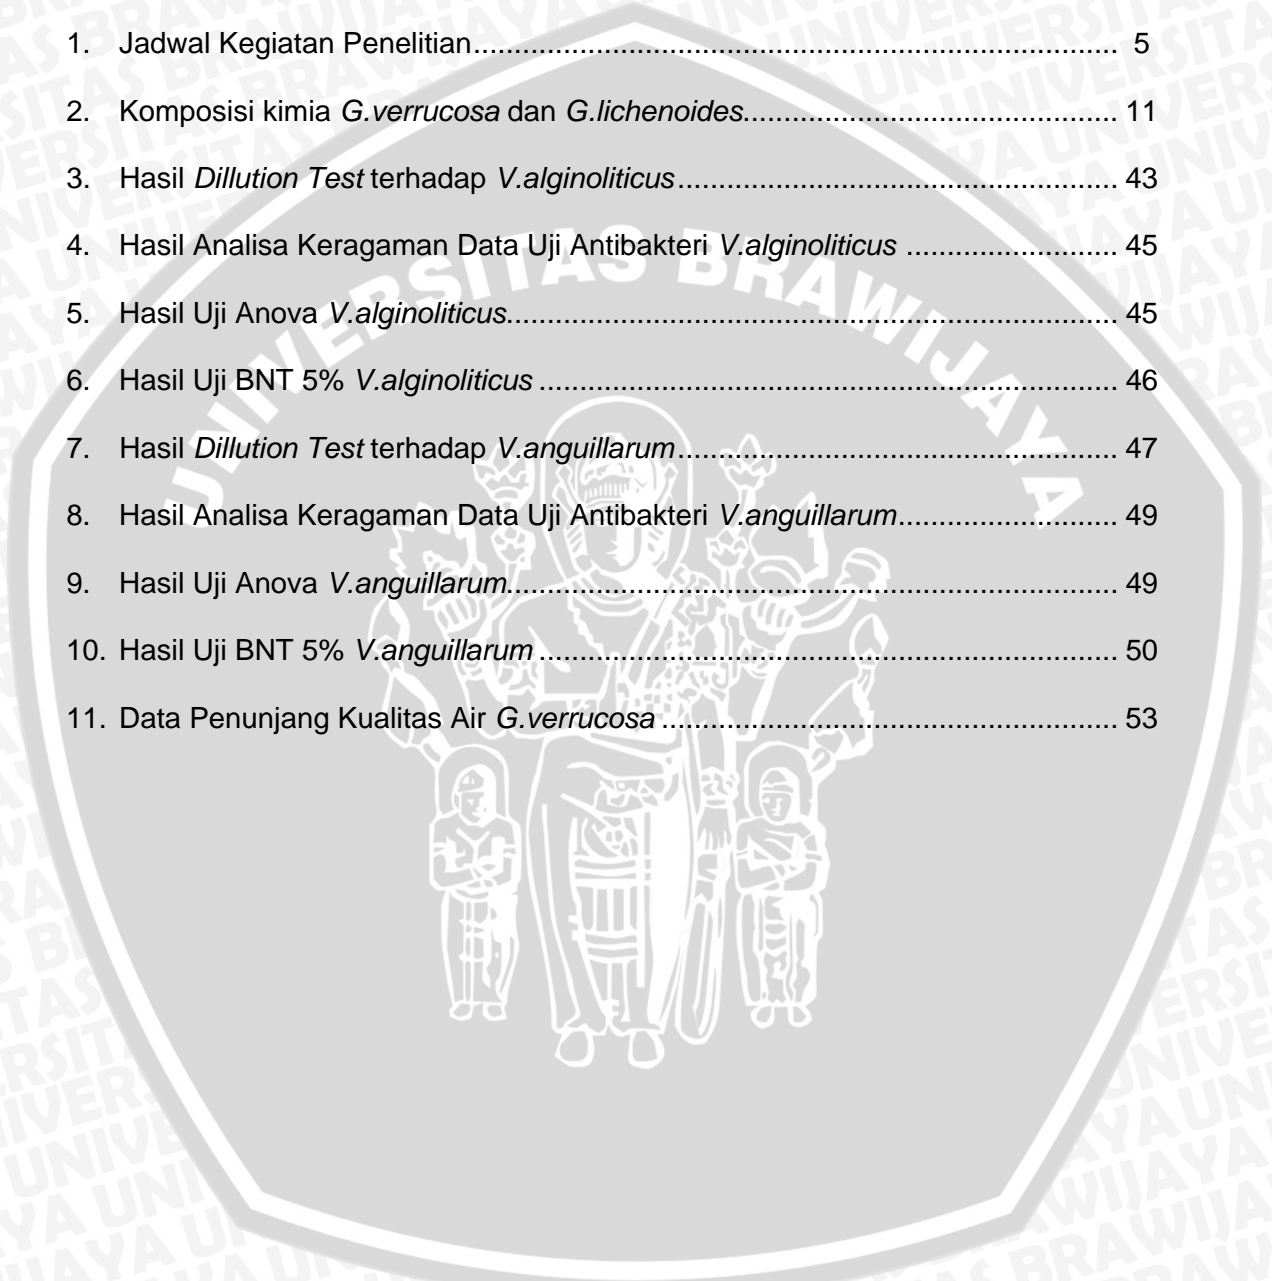 1. Jadwal Kegiatan Penelitian................................................................................ 5
2. Komposisi kimia G.verrucosa dan G.lichenoides.............................................. 11
3. Hasil Dillution Test terhadap V.alginoliticus...................................................... 43
4. Hasil Analisa Keragaman Data Uji Antibakteri V.alginoliticus .......................... 45
5. Hasil Uji Anova V.alginoliticus........................................................................... 45
6. Hasil Uji BNT 5% V.alginoliticus ....................................................................... 46
7. Hasil Dillution Test terhadap V.anguillarum...................................................... 47
8. Hasil Analisa Keragaman Data Uji Antibakteri V.anguillarum........................... 49
9. Hasil Uji Anova V.anguillarum........................................................................... 49
10. Hasil Uji BNT 5% V.anguillarum ....................................................................... 50
11. Data Penunjang Kualitas Air G.verrucosa ........................................................ 53
UNIVERSITAS BRAWIJAYA